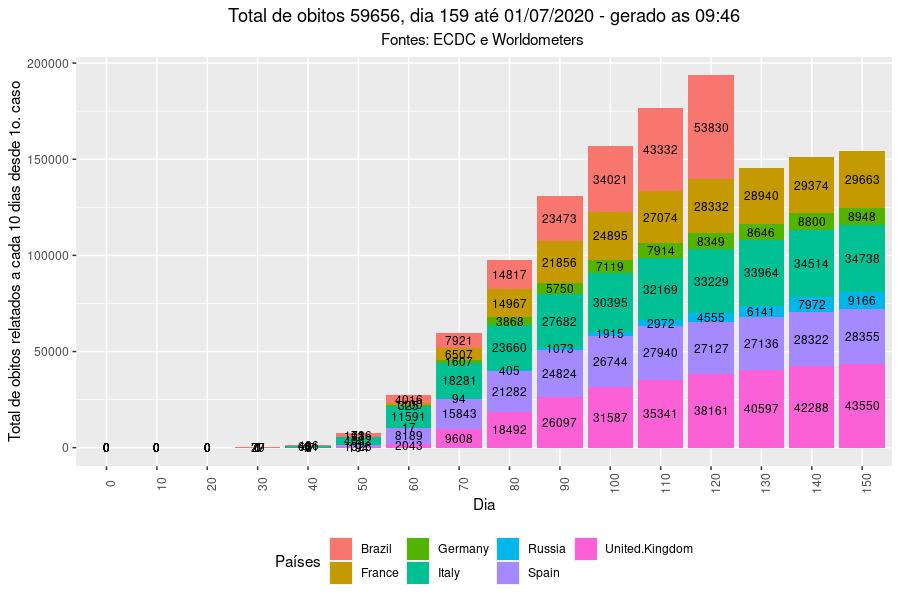 Total de obitos 59656, dia 159 até 01/07/2020 - gerado as 09:46
Fontes: ECDC e Worldometers
Total de obitos relatados a cada 10 dias desde 1o. caso
200000
150000
100000
50000
0
0 0 0
2043 8189 17 11591 4016
9608 15843 94 18281 1607 6507 7921
18492 21282 405 23660 3868 14967 14817
26097 24824 1073 27682 5750 21856 23473
31587 26744 1915 30395 7119 24895 34021
35341 27940 2972 32169 7914 27074 43332
38161 27127 4555 33229 8349 28332 53830
40597 27136 6141 33964 8646 28940
42288 28322 7972 34514 8800 29374
43550 28355 9166 34738 8948 29663
0 10 20 30 40 50 60 70 80 90 100 110 120 130 140 150
Dia
Países
Brazil Germany Russia United.Kingdom
France Italy Spain